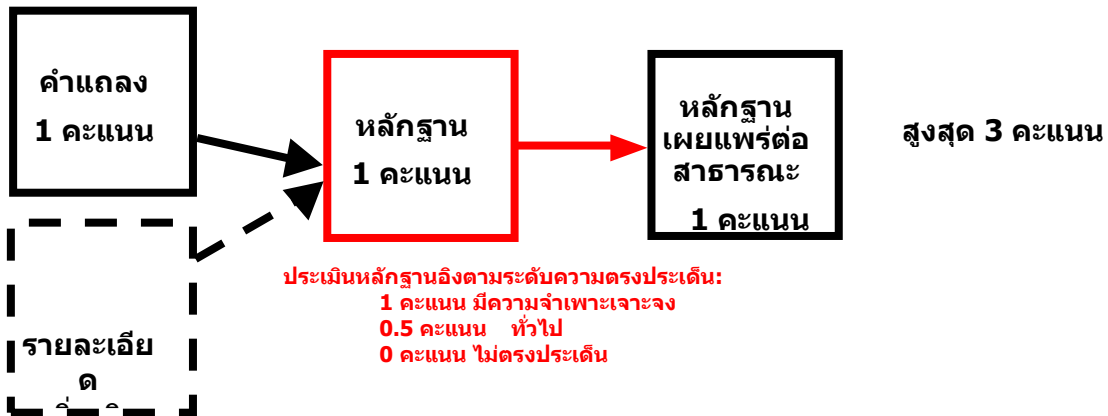 คำแถลง
1 คะแนน
หลักฐาน
1 คะแนน
หลักฐาน
เผยแพร่ต่อ
สาธารณะ
1 คะแนน
สูงสุด 3 คะแนน
ประเมินหลักฐานอิงตามระดับความตรงประเด็น:
1 คะแนน มีความจำเพาะเจาะจง
0.5 คะแนน ทั่วไป
0 คะแนน ไม่ตรงประเด็น
รายละเอีย
ด